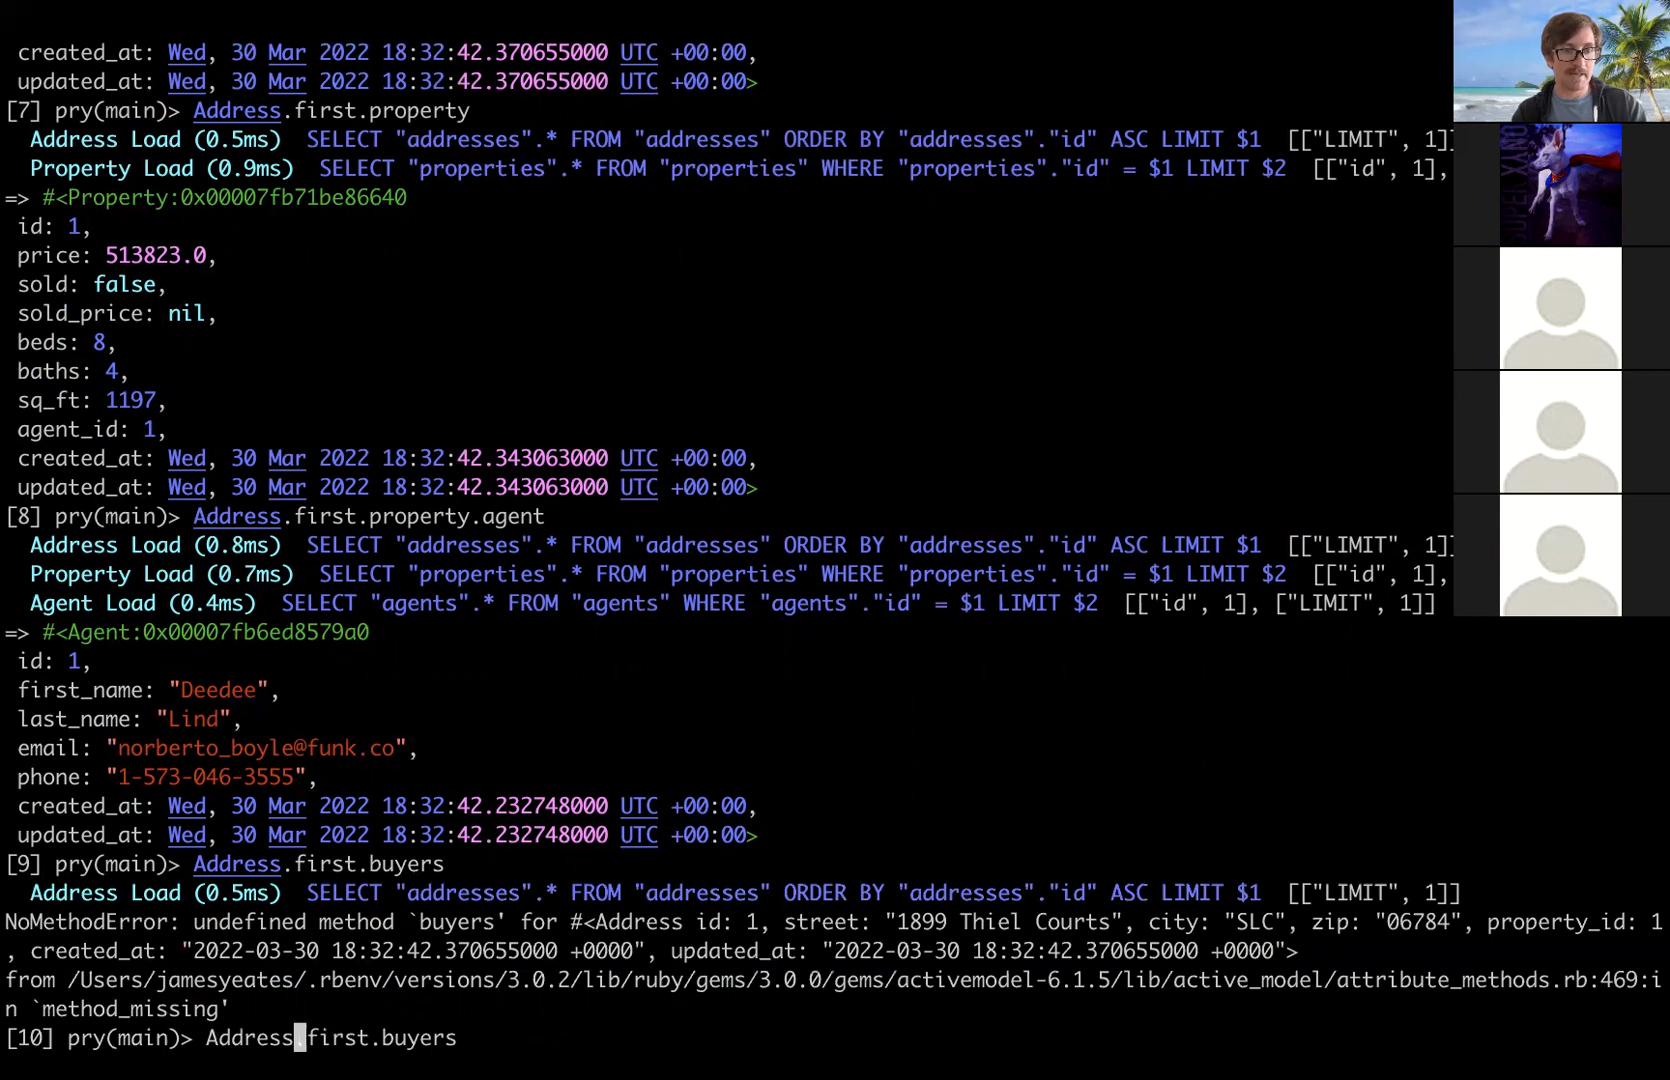 created_at: Wed, 30 Mar 2022 18:32:42.370655000 UTC +00:00,
updated_at: Wed, 30 Mar 2022 18:32:42.370655000 UTC +00:00>
[7] pry(main)> Address.first.property
Address Load (0.5ms)  SELECT "addresses".* FROM "addresses" ORDER BY "addresses"."id" ASC LIMIT $1  [["LIMIT", 1]]
Property Load (0.9ms)  SELECT "properties".* FROM "properties" WHERE "properties"."id" = $1 LIMIT $2  [["id", 1],
=> #<Property:0x00007fb71be86640
id: 1,
price: 513823.0,
sold: false,
sold_price: nil,
beds: 8,
baths: 4,
sq_ft: 1197,
agent_id: 1,
created_at: Wed, 30 Mar 2022 18:32:42.343063000 UTC +00:00,
updated_at: Wed, 30 Mar 2022 18:32:42.343063000 UTC +00:00>
[8] pry(main)> Address.first.property.agent
Address Load (0.8ms)  SELECT "addresses".* FROM "addresses" ORDER BY "addresses"."id" ASC LIMIT $1  [["LIMIT", 1]]
Property Load (0.7ms)  SELECT "properties".* FROM "properties" WHERE "properties"."id" = $1 LIMIT $2  [["id", 1],
Agent Load (0.4ms)  SELECT "agents".* FROM "agents" WHERE "agents"."id" = $1 LIMIT $2  [["id", 1], ["LIMIT", 1]]
=> #<Agent:0x00007fb6ed8579a0
id: 1,
first_name: "Deedee",
last_name: "Lind",
email: "norberto_boyle@funk.co",
phone: "1-573-046-3555",
created_at: Wed, 30 Mar 2022 18:32:42.232748000 UTC +00:00,
updated_at: Wed, 30 Mar 2022 18:32:42.232748000 UTC +00:00>
[9] pry(main)> Address.first.buyers
Address Load (0.5ms)  SELECT "addresses".* FROM "addresses" ORDER BY "addresses"."id" ASC LIMIT $1  [["LIMIT", 1]]
NoMethodError: undefined method `buyers' for #<Address id: 1, street: "1899 Thiel Courts", city: "SLC", zip: "06784", property_id: 1
, created_at: "2022-03-30 18:32:42.370655000 +0000", updated_at: "2022-03-30 18:32:42.370655000 +0000">
from /Users/jamesyeates/.rbenv/versions/3.0.2/lib/ruby/gems/3.0.0/gems/activemodel-6.1.5/lib/active_model/attribute_methods.rb:469:i
n `method_missing'
[10] pry(main)> Address.first.buyers